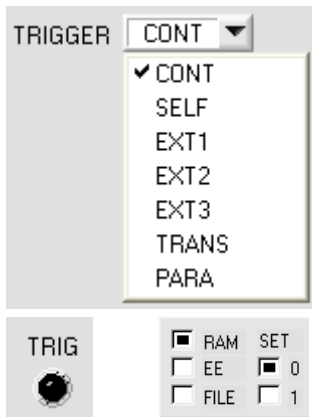 TRIGGER CONT
CONT
SELF
EXT1
EXT2
EXT3
TRANS
PARA
TRIG
RAM SET
EE 0
FILE 1